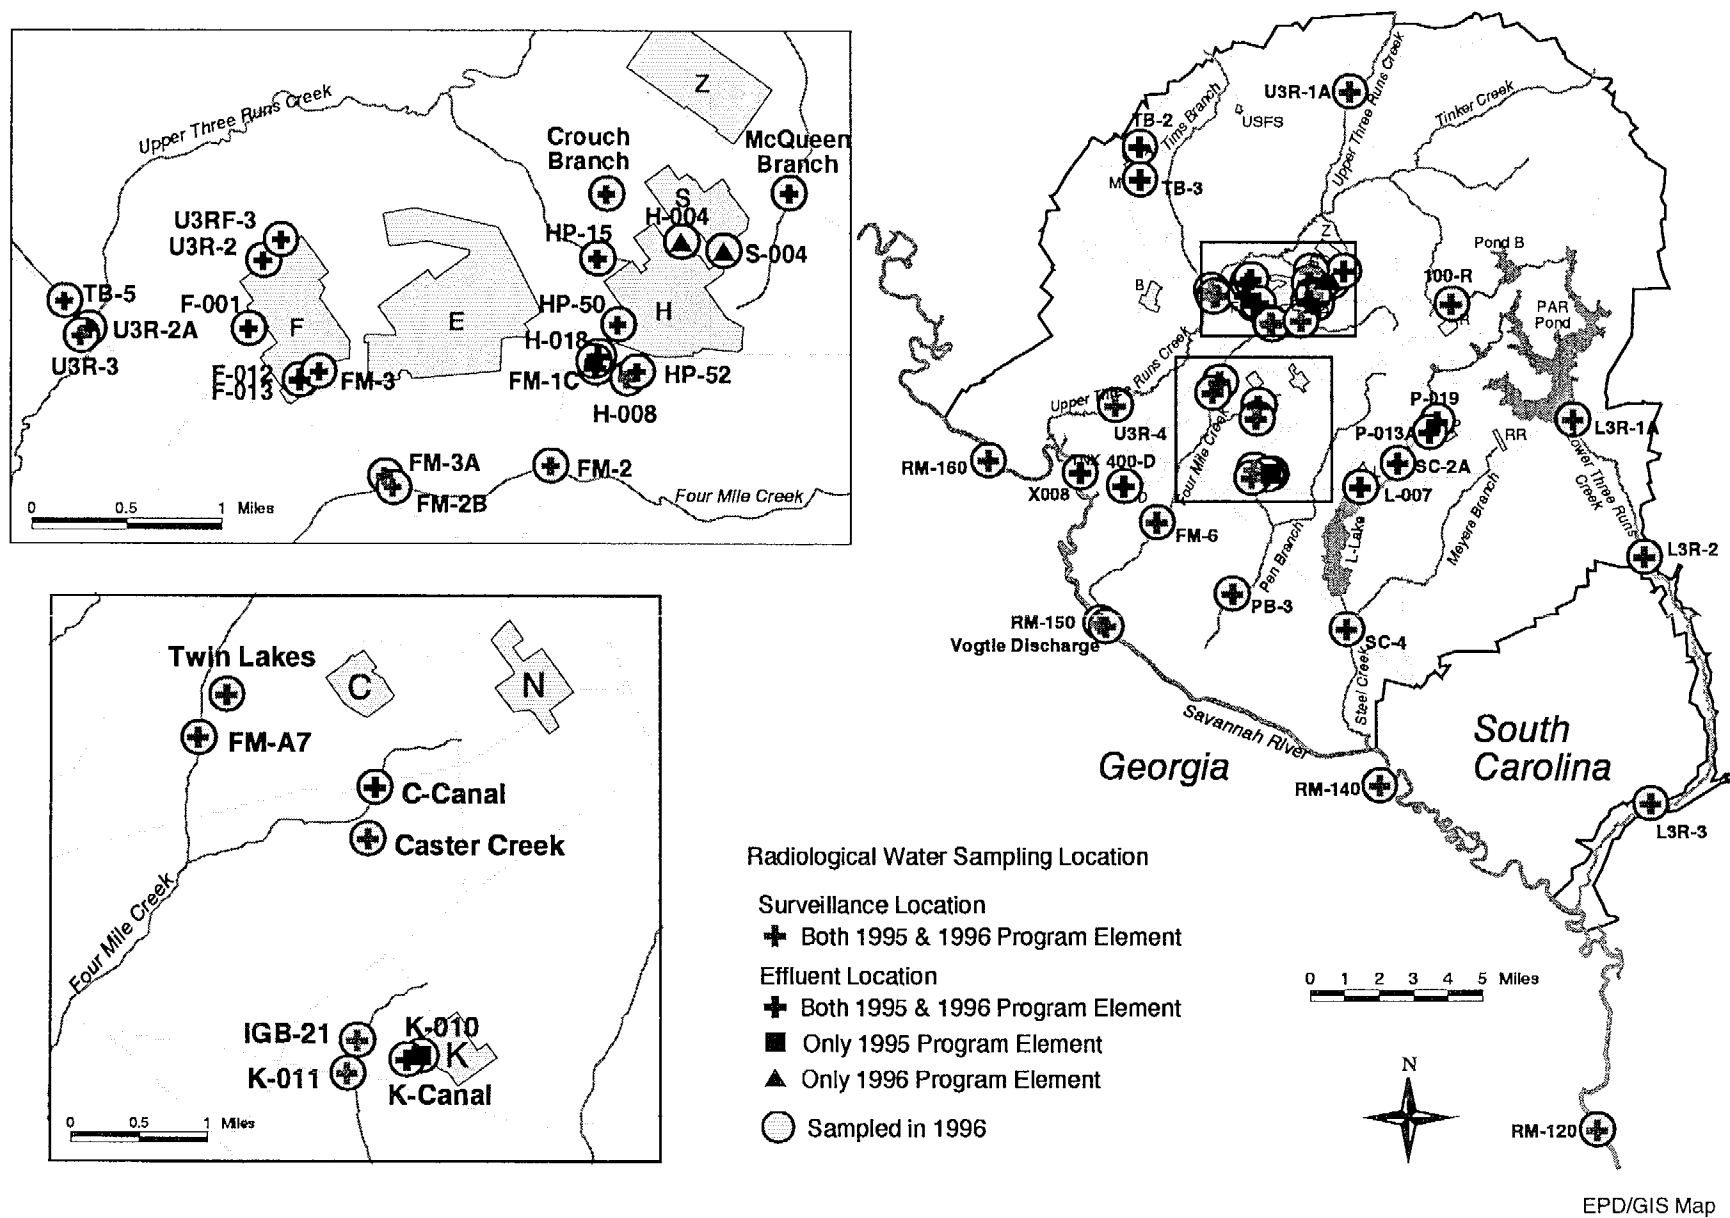 Z
Upper Three Runs Creek
Crouch
Branch
McQueen
Branch
S
H-004
S-004
U3RF-3
U3R-2
HP-15
TB-5
F-001
U3R-2A
U3R-3
F
E
HP-50
H
H-018
F-012
F-013
FM-3
FM-1C
HP-52
H-008
FM-3A
FM-2B
FM-2
Four Mile Creek
0 0.5 1 Miles
Twin Lakes
C
N
FM-A7
C-Canal
Caster Creek
Four Mile Creek
IGB-21
K-010
K
K-011
K-Canal
0 0.5 1 Miles
U3R-1A
Upper Three Runs Creek
Tinker Creek
TB-2
Tims Branch
USFS
M
TB-3
Z
B
Pond B
100-R
R
PAR
Pond
Upper Three Runs Creek
U3R-4
RM-160
X008
400-D
D
Four Mile Creek
FM-6
P-019
P-013A
P
L3R-1A
RR
SC-2A
L-007
L-Lake
Meyers Branch
Lower Three Runs
Creek
L3R-2
Pen Branch
PB-3
RM-150
Vogtle Discharge
SC-4
Steel Creek
Savannah River
Georgia
South
Carolina
RM-140
L3R-3
RM-120
Radiological Water Sampling Location
Surveillance Location
Both 1995 & 1996 Program Element
Effluent Location
Both 1995 & 1996 Program Element
Only 1995 Program Element
Only 1996 Program Element
Sampled in 1996
0 1 2 3 4 5 Miles
N
EPD/GIS Map